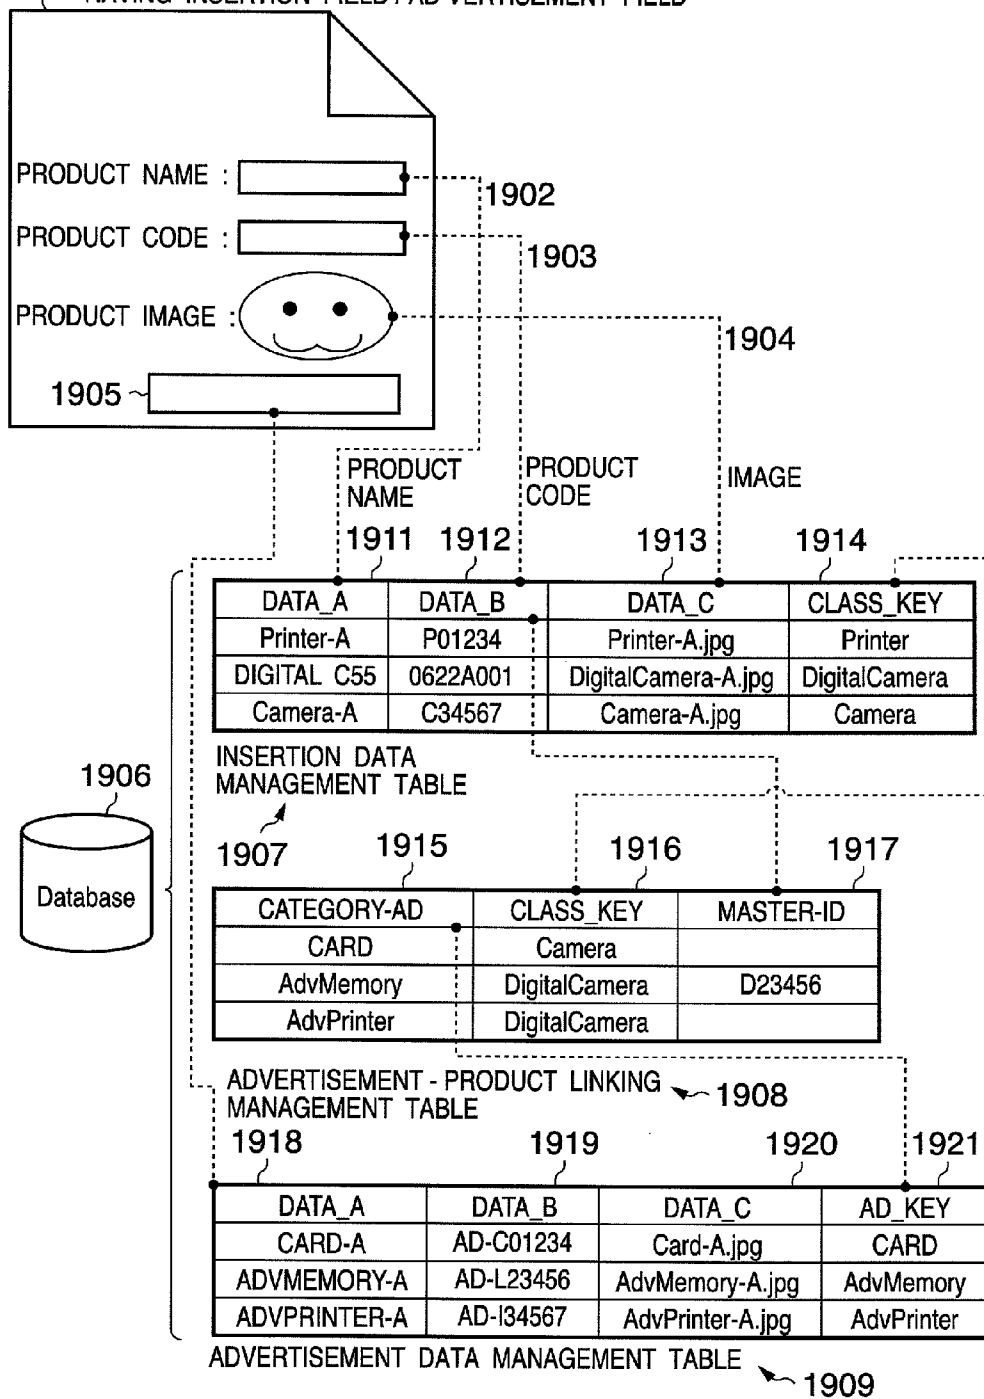 HAVING INSERTION FIELD / ADVERTISEMENT FIELD
PRODUCT NAME :
1902
PRODUCT CODE :
1903
PRODUCT IMAGE :
1904
1905
PRODUCT NAME
PRODUCT CODE
IMAGE
1911 1912 1913 1914
DATA_A DATA_B DATA_C CLASS_KEY
Printer-A P01234 Printer-A.jpg Printer
DIGITAL C55 0622A001 DigitalCamera-A.jpg DigitalCamera
Camera-A C34567 Camera-A.jpg Camera
INSERTION DATA
MANAGEMENT TABLE
1906
1907
Database
1915 1916 1917
CATEGORY-AD CLASS_KEY MASTER-ID
CARD Camera
AdvMemory DigitalCamera D23456
AdvPrinter DigitalCamera
ADVERTISEMENT - PRODUCT LINKING
MANAGEMENT TABLE
1908
1918 1919 1920 1921
DATA_A DATA_B DATA_C AD_KEY
CARD-A AD-C01234 Card-A.jpg CARD
ADVMEMORY-A AD-L23456 AdvMemory-A.jpg AdvMemory
ADVPRINTER-A AD-I34567 AdvPrinter-A.jpg AdvPrinter
ADVERTISEMENT DATA MANAGEMENT TABLE
1909